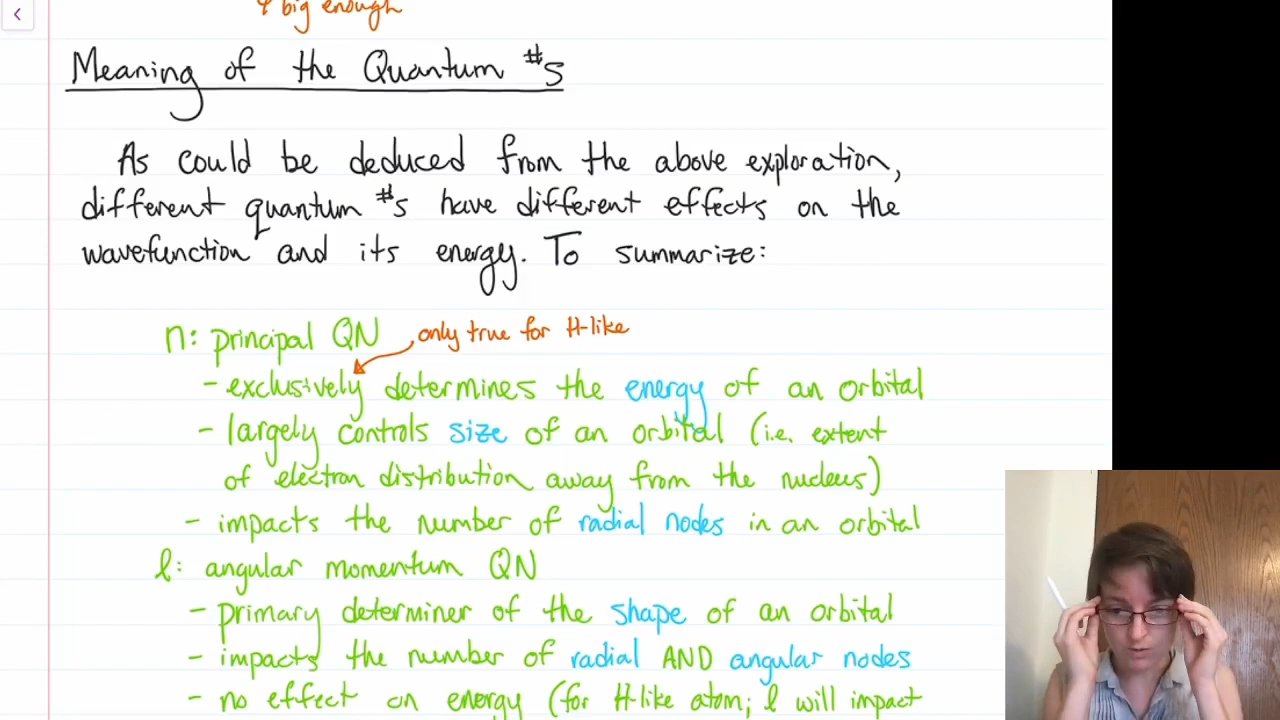 & big enough
Meaning of the Quantum #s
As could be deduced from the above exploration,
different quantum #s have different effects on the
wavefunction and its energy. To summarize:
n: principal QN
only true for H-like
- exclusively determines the energy of an orbital
- largely controls size of an orbital (i.e. extent
of electron distribution away from the nucleus)
- impacts the number of radial nodes in an orbital
l: angular momentum QN
- primary determiner of the shape of an orbital
- impacts the number of radial AND angular nodes
- no effect on energy (for H-like atom; l will impact